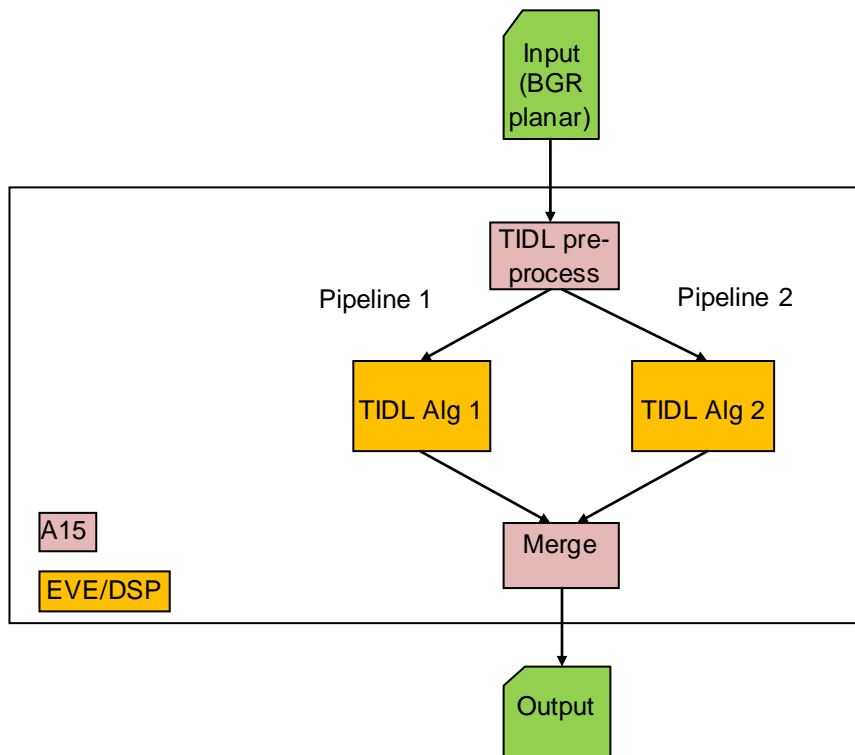 Input
(BGR
planar)
TIDL pre-
process
Pipeline 1
Pipeline 2
TIDL Alg 1
TIDL Alg 2
A15
Merge
EVE/DSP
Output